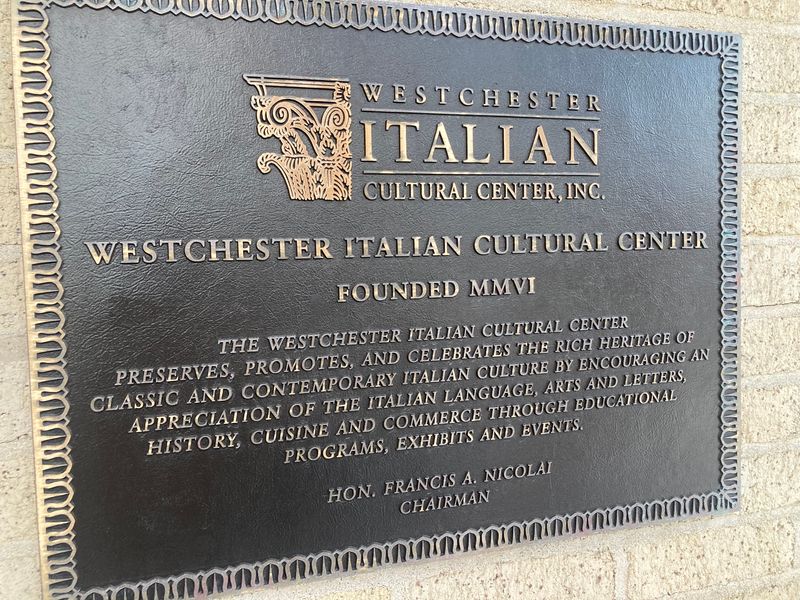 WESTCHESTER
ITALIAN
CULTURAL CENTER, INC.
WESTCHESTER ITALIAN CULTURAL CENTER
FOUNDED MMVI
THE WESTCHESTER ITALIAN CULTURAL CENTER
PRESERVES, PROMOTES, AND CELEBRATES THE RICH HERITAGE OF
CLASSIC AND CONTEMPORARY ITALIAN CULTURE BY ENCOURAGING AN
APPRECIATION OF THE ITALIAN LANGUAGE, ARTS AND LETTERS,
HISTORY, CUISINE AND COMMERCE THROUGH EDUCATIONAL
PROGRAMS, EXHIBITS AND EVENTS.
HON. FRANCIS A. NICOLAI
CHAIRMAN